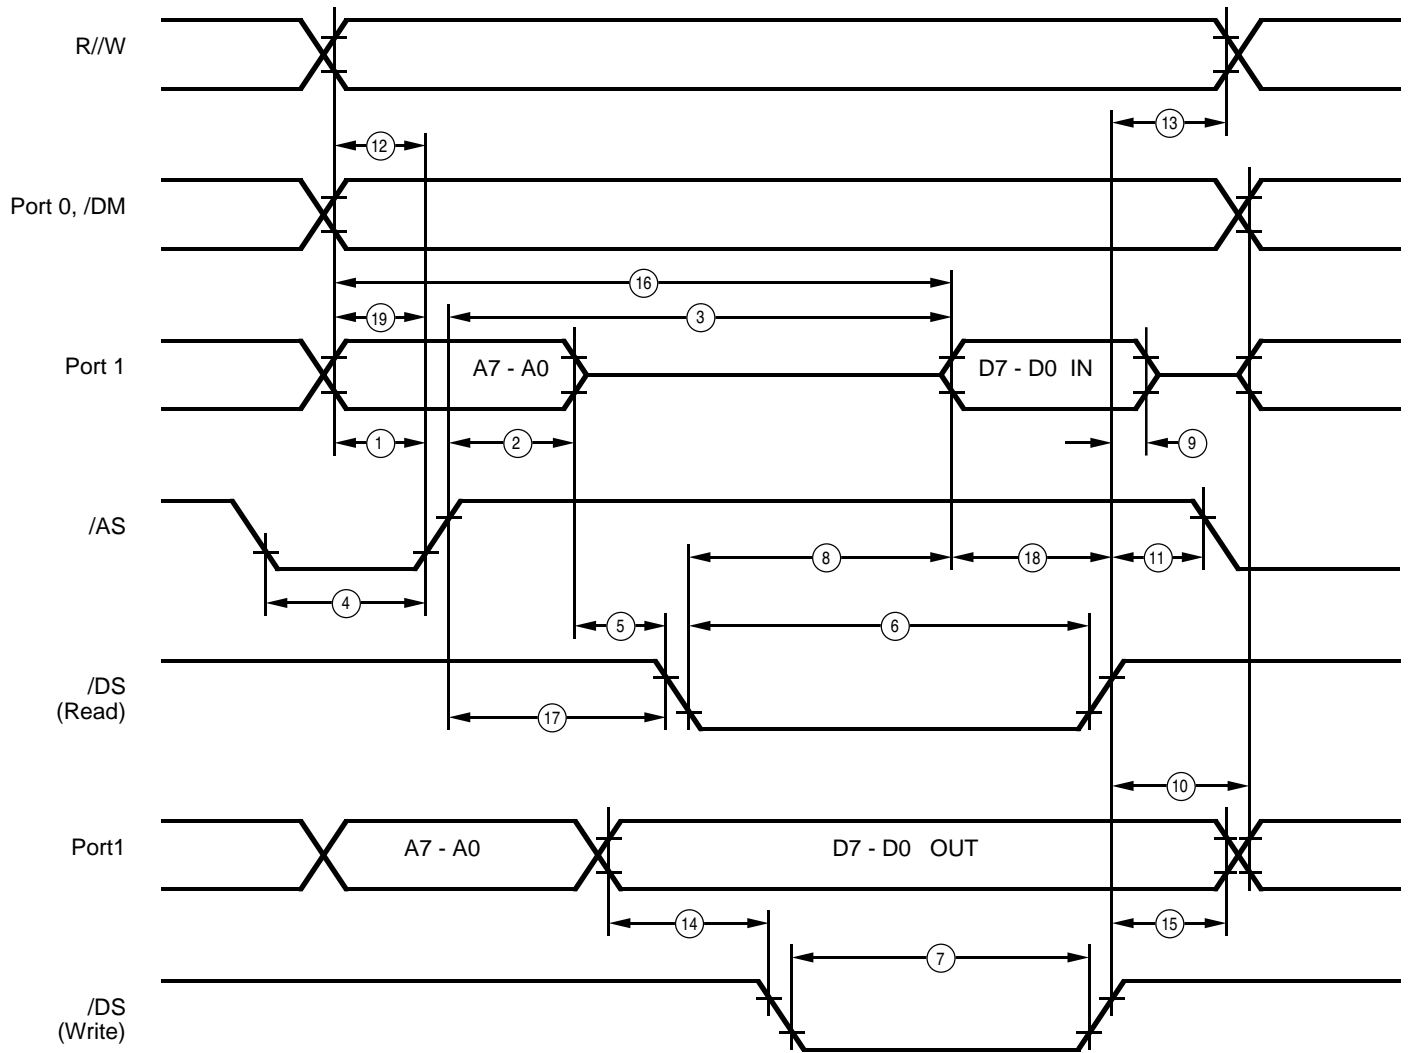 R//W
13
12
Port 0, /DM
16
19
3
Port 1
A7 - A0
D7 - D0 IN
1
2
9
/AS
8
18
11
4
5
6
/DS
(Read)
17
10
Port1
A7 - A0
D7 - D0 OUT
14
15
7
/DS
(Write)